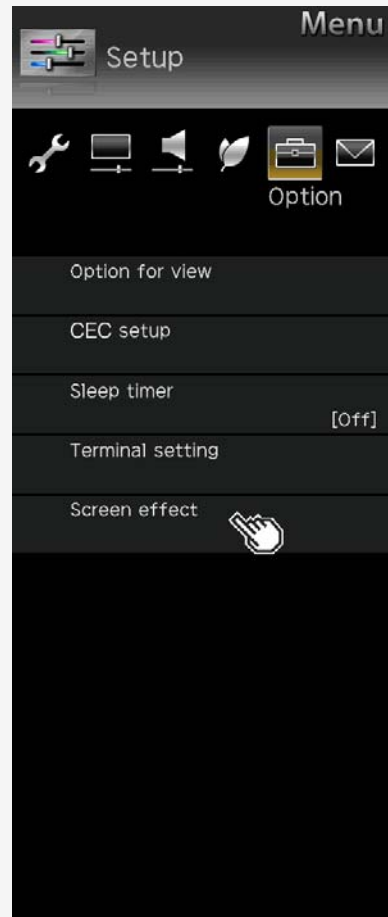 Menu
Setup
Option
Option for view
CEC setup
Sleep timer
[Off]
Terminal setting
Screen effect